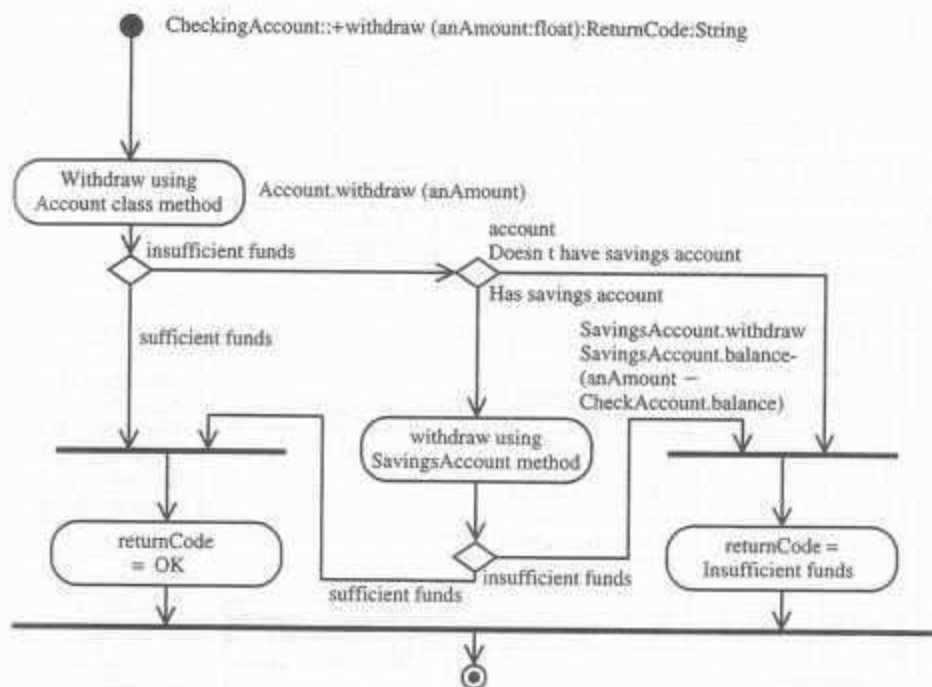 CheckingAccount::+withdraw (anAmount:float):ReturnCode:String
Withdraw using
Account class method
Account.withdraw (anAmount)
insufficient funds
account
Doesn t have savings account
Has savings account
sufficient funds
SavingsAccount.withdraw
SavingsAccount.balance-
(anAmount −
CheckAccount.balance)
withdraw using
SavingsAccount method
returnCode
= OK
sufficient funds
insufficient funds
returnCode =
Insufficient funds